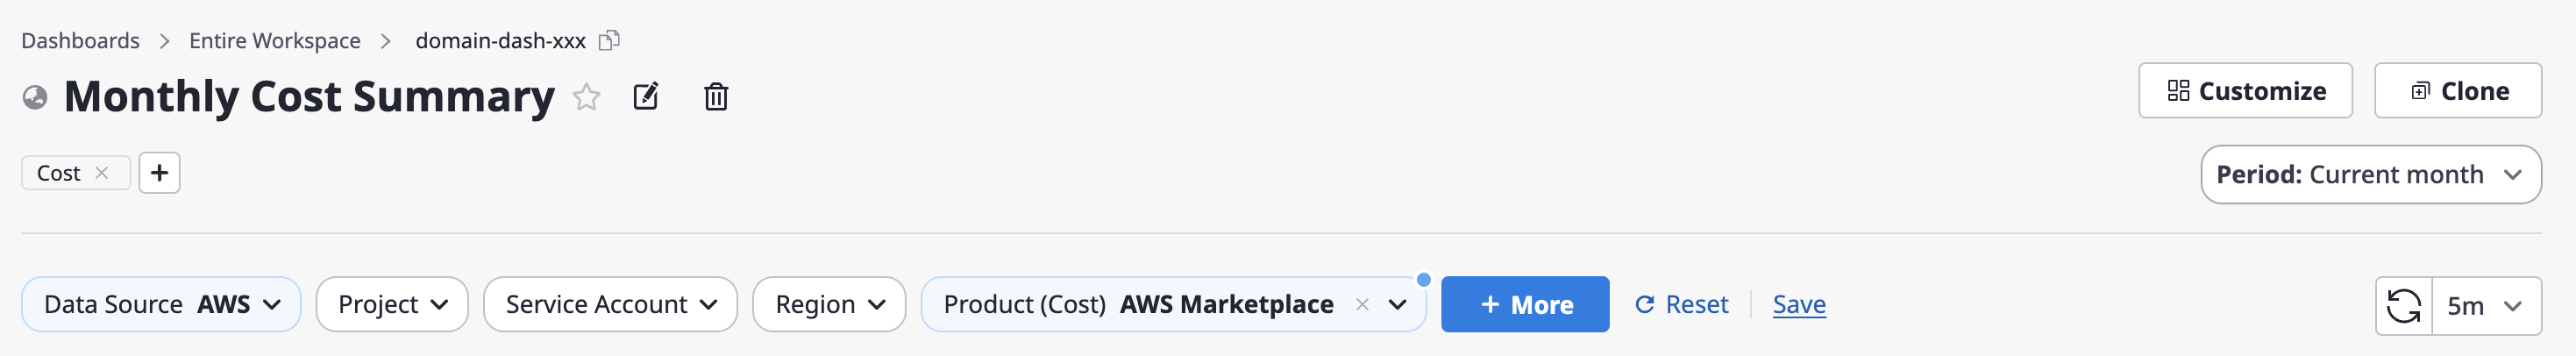 Dashboards > Entire Workspace > domain-dash-xxx
Monthly Cost Summary
Customize
Clone
Cost
Period: Current month
Data Source AWS
Project
Service Account
Region
Product (Cost) AWS Marketplace
+ More
Reset
Save
5m